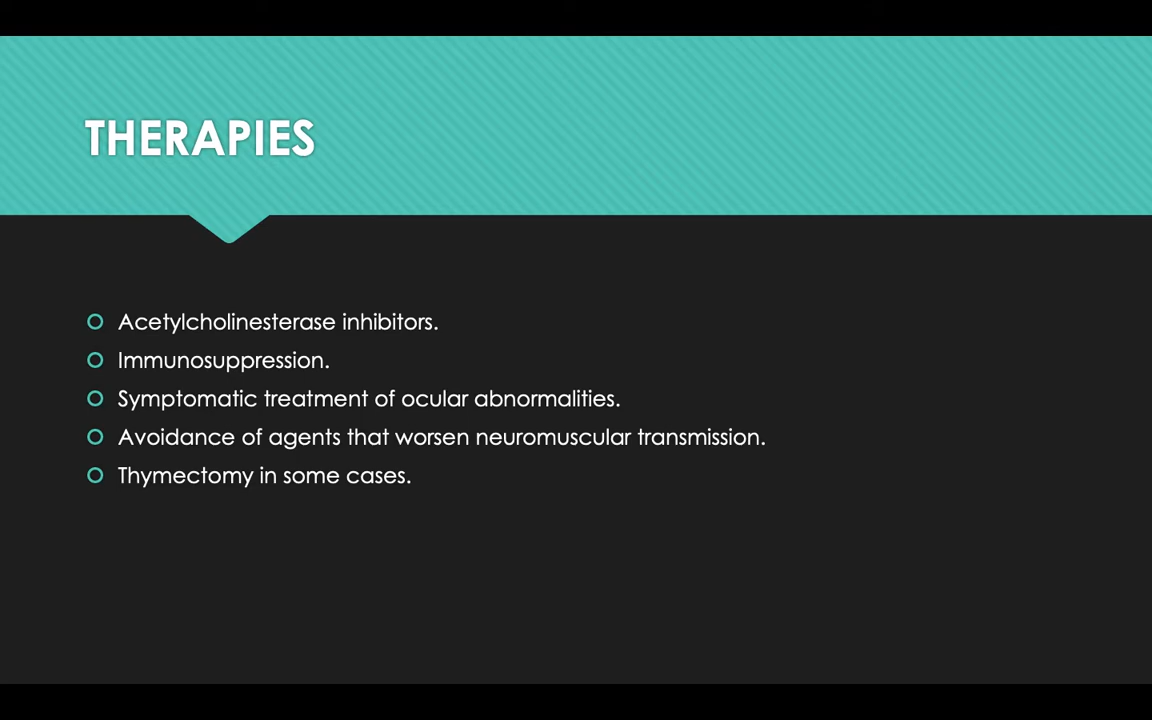 THERAPIES
Acetylcholinesterase inhibitors.
Immunosuppression.
Symptomatic treatment of ocular abnormalities.
Avoidance of agents that worsen neuromuscular transmission.
Thymectomy in some cases.